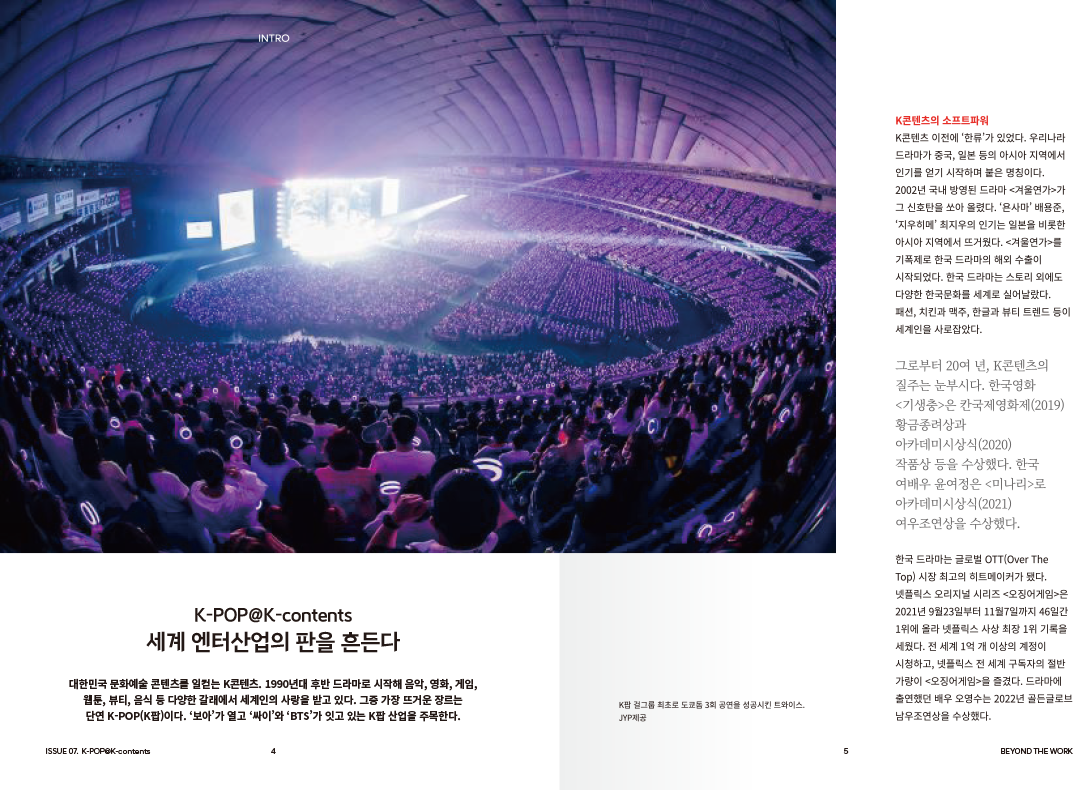 INTRO
K-POP@K-contents
세계 엔터산업의 판을 흔든다
대한민국 문화예술 콘텐츠를 일컫는 K콘텐츠. 1990년대 후반 드라마로 시작해 음악, 영화, 게임,
웹툰, 뷰티, 음식 등 다양한 갈래에서 세계인의 사랑을 받고 있다. 그중 가장 뜨거운 장르는
단연 K-POP(K팝)이다. ‘보아’가 열고 ‘싸이’와 ‘BTS’가 잇고 있는 K팝 산업을 주목한다.
ISSUE 07. K-POP@K-contents
4
K팝 걸그룹 최초로 도쿄돔 3회 공연을 성공시킨 트와이스.
JYP제공
K콘텐츠의 소프트파워
K콘텐츠 이전에 ‘한류’가 있었다. 우리나라
드라마가 중국, 일본 등의 아시아 지역에서
인기를 얻기 시작하며 붙은 명칭이다.
2002년 국내 방영된 드라마 <겨울연가>가
그 신호탄을 쏘아 올렸다. ‘욘사마’ 배용준,
‘지우히메’ 최지우의 인기는 일본을 비롯한
아시아 지역에서 뜨거웠다. <겨울연가>를
기폭제로 한국 드라마의 해외 수출이
시작되었다. 한국 드라마는 스토리 외에도
다양한 한국문화를 세계로 실어날랐다.
패션, 치킨과 맥주, 한글과 뷰티 트렌드 등이
세계인을 사로잡았다.
그로부터 20여 년, K콘텐츠의
질주는 눈부시다. 한국영화
<기생충>은 칸국제영화제(2019)
황금종려상과
아카데미시상식(2020)
작품상 등을 수상했다. 한국
여배우 윤여정은 <미나리>로
아카데미시상식(2021)
여우조연상을 수상했다.
한국 드라마는 글로벌 OTT(Over The
Top) 시장 최고의 히트메이커가 됐다.
넷플릭스 오리지널 시리즈 <오징어게임>은
2021년 9월23일부터 11월7일까지 46일간
1위에 올라 넷플릭스 사상 최장 1위 기록을
세웠다. 전 세계 1억 개 이상의 계정이
시청하고, 넷플릭스 전 세계 구독자의 절반
가량이 <오징어게임>을 즐겼다. 드라마에
출연했던 배우 오영수는 2022년 골든글로브
남우조연상을 수상했다.
5
BEYOND THE WORK